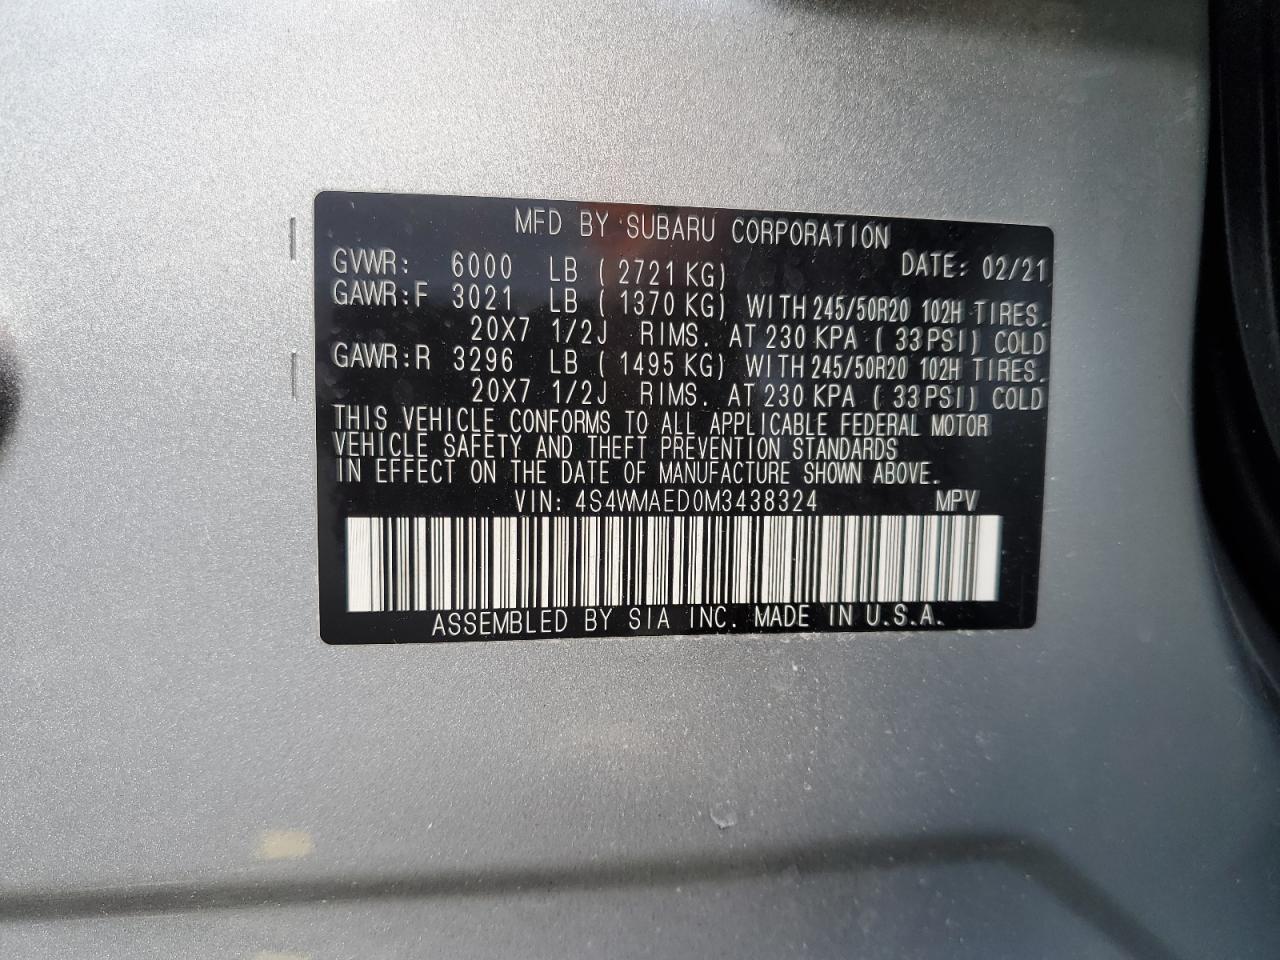 MFD BY SUBARU CORPORATION
GVWR: 6000 LB ( 2721 KG) DATE: 02/21
GAWR:F 3021 LB ( 1370 KG) WITH 245/50R20 102H TIRES.
20X7 1/2J RIMS. AT 230 KPA ( 33 PSI) COLD
GAWR:R 3296 LB ( 1495 KG) WITH 245/50R20 102H TIRES.
20X7 1/2J RIMS. AT 230 KPA ( 33 PSI) COLD
THIS VEHICLE CONFORMS TO ALL APPLICABLE FEDERAL MOTOR
VEHICLE SAFETY AND THEFT PREVENTION STANDARDS
IN EFFECT ON THE DATE OF MANUFACTURE SHOWN ABOVE.
VIN: 4S4WMAED0M3438324 MPV
ASSEMBLED BY SIA INC. MADE IN U.S.A.